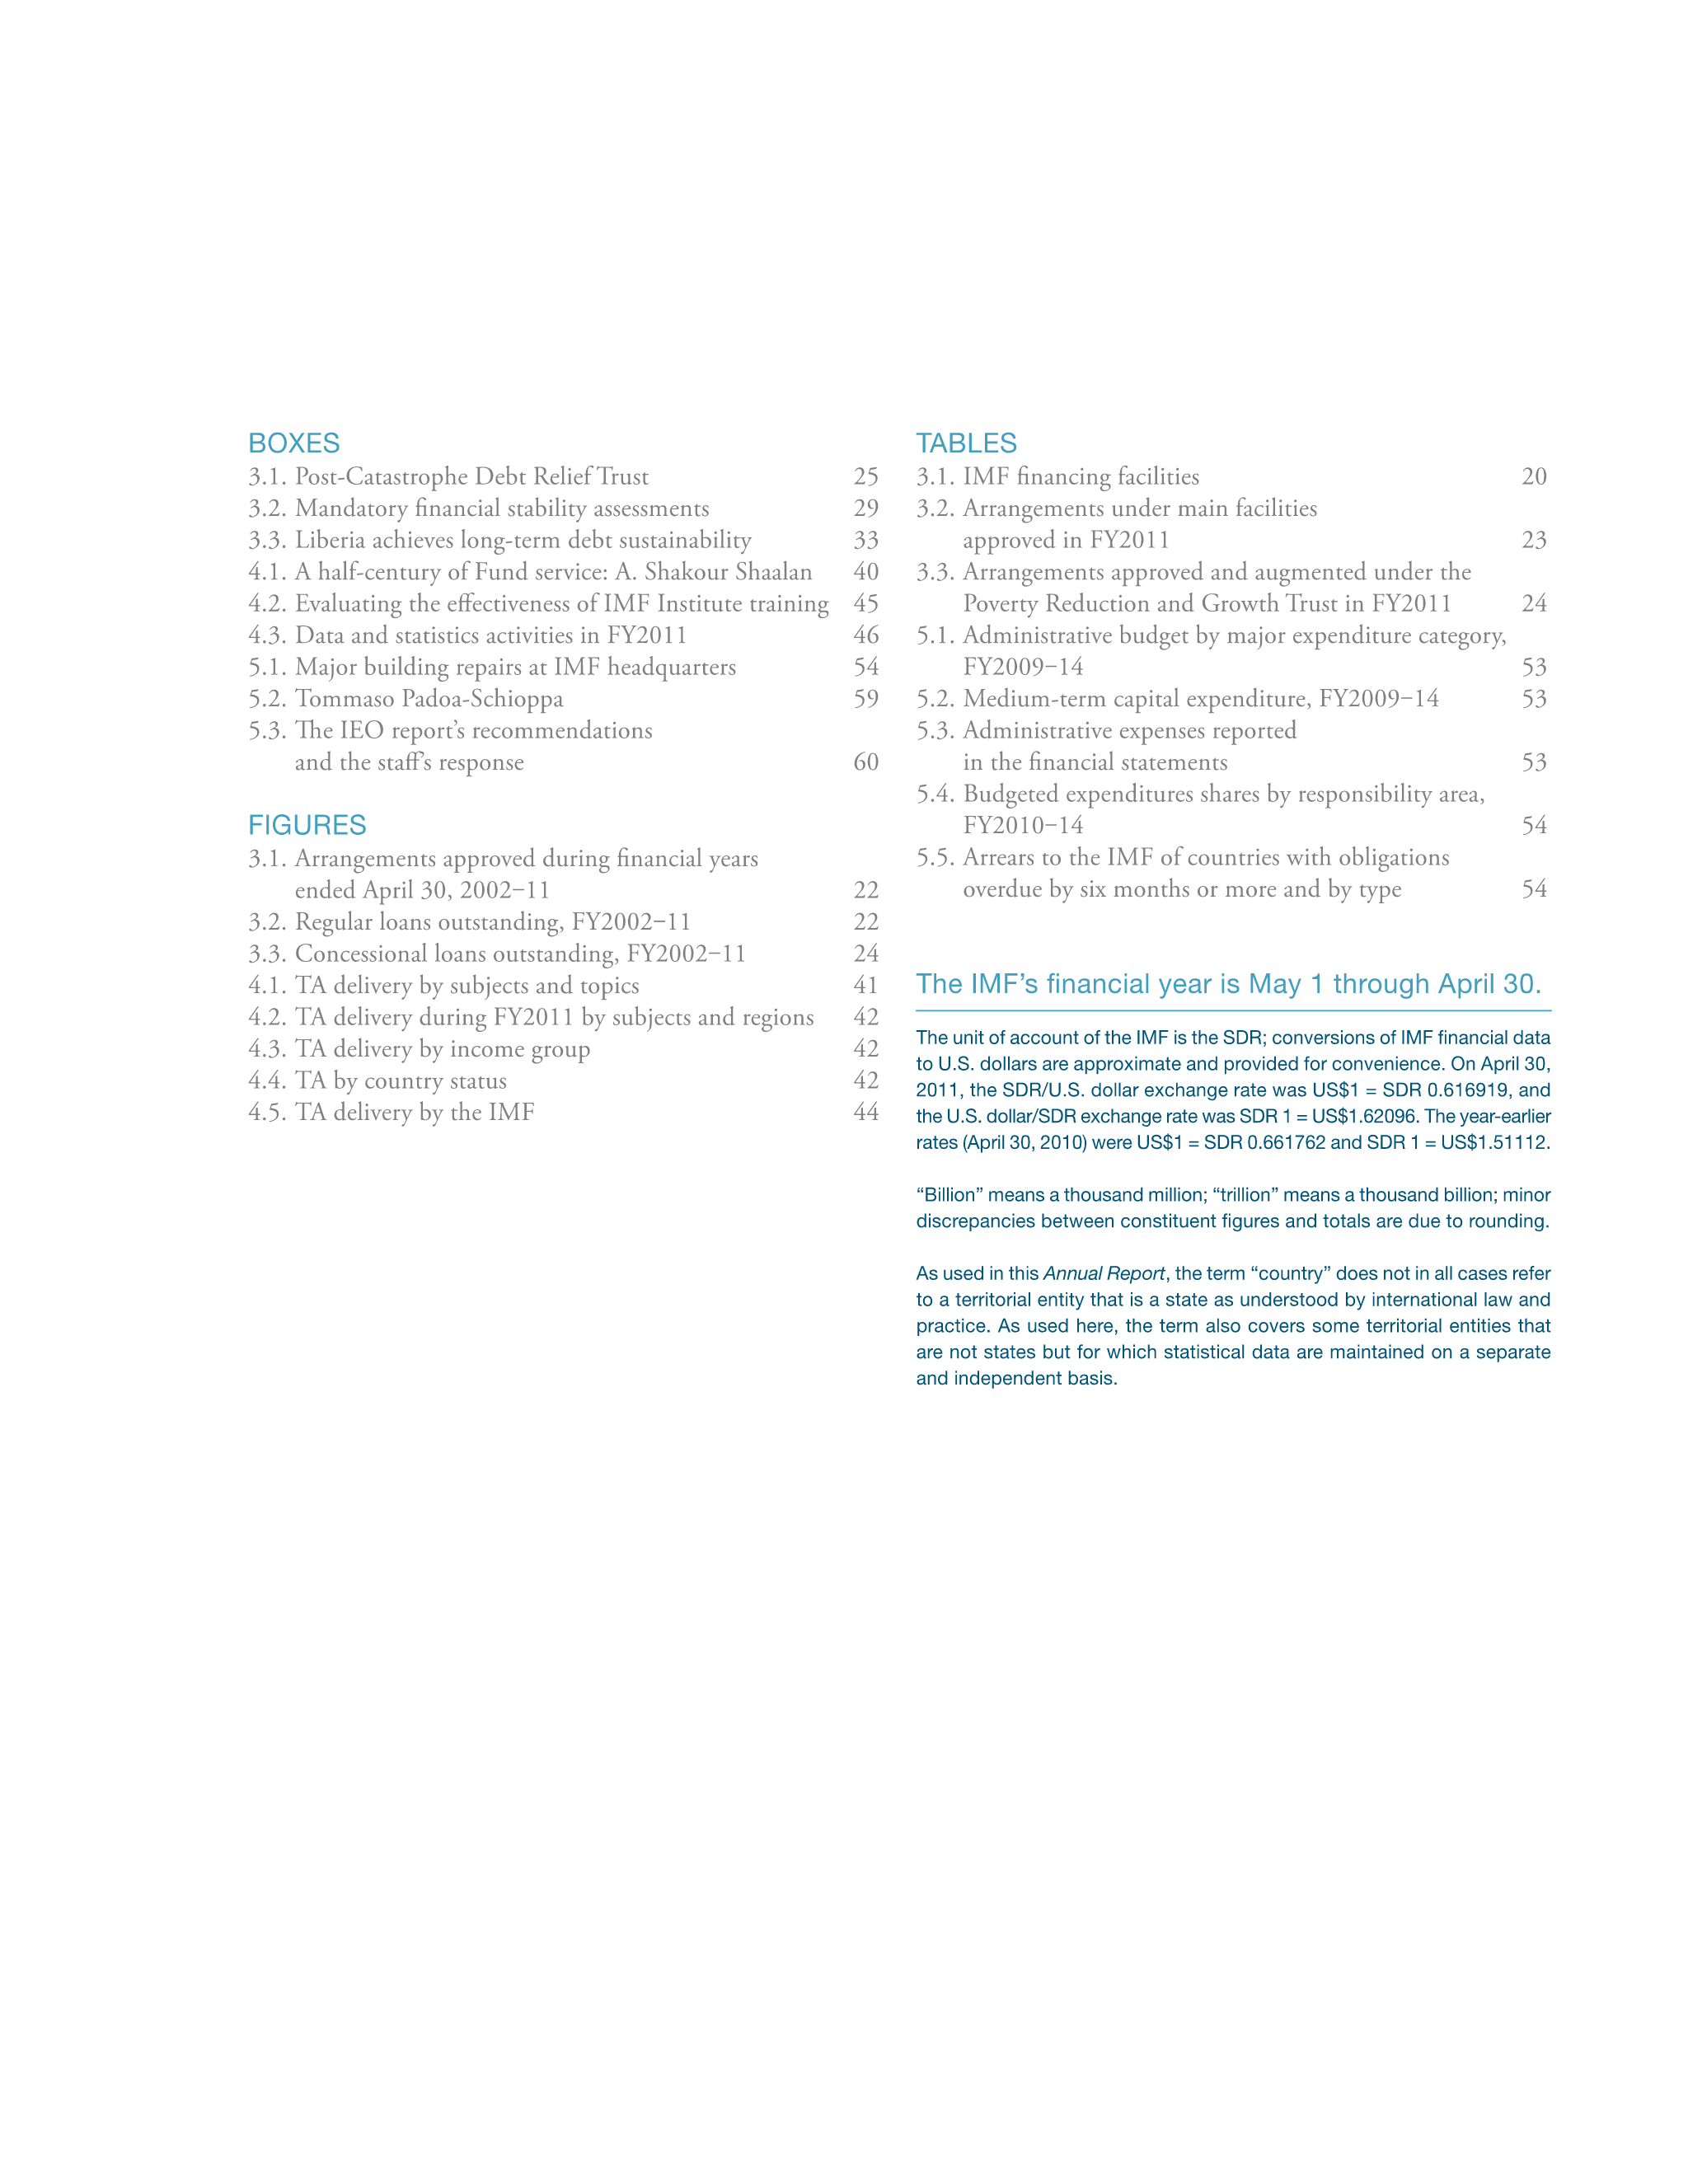 BOXES
3.1. Post-Catastrophe Debt Relief Trust 25
3.2. Mandatory financial stability assessments 29
3.3. Liberia achieves long-term debt sustainability 33
4.1. A half-century of Fund service: A. Shakour Shaalan 40
4.2. Evaluating the effectiveness of IMF Institute training 45
4.3. Data and statistics activities in FY2011 46
5.1. Major building repairs at IMF headquarters 54
5.2. Tommaso Padoa-Schioppa 59
5.3. The IEO report’s recommendations
and the staff’s response 60
FIGURES
3.1. Arrangements approved during financial years
ended April 30, 2002–11 22
3.2. Regular loans outstanding, FY2002–11 22
3.3. Concessional loans outstanding, FY2002–11 24
4.1. TA delivery by subjects and topics 41
4.2. TA delivery during FY2011 by subjects and regions 42
4.3. TA delivery by income group 42
4.4. TA by country status 42
4.5. TA delivery by the IMF 44
TABLES
3.1. IMF financing facilities 20
3.2. Arrangements under main facilities
approved in FY2011 23
3.3. Arrangements approved and augmented under the
Poverty Reduction and Growth Trust in FY2011 24
5.1. Administrative budget by major expenditure category,
FY2009–14 53
5.2. Medium-term capital expenditure, FY2009–14 53
5.3. Administrative expenses reported
in the financial statements 53
5.4. Budgeted expenditures shares by responsibility area,
FY2010–14 54
5.5. Arrears to the IMF of countries with obligations
overdue by six months or more and by type 54
The IMF’s financial year is May 1 through April 30.
The unit of account of the IMF is the SDR; conversions of IMF financial data
to U.S. dollars are approximate and provided for convenience. On April 30,
2011, the SDR/U.S. dollar exchange rate was US$1 = SDR 0.616919, and
the U.S. dollar/SDR exchange rate was SDR 1 = US$1.62096. The year-earlier
rates (April 30, 2010) were US$1 = SDR 0.661762 and SDR 1 = US$1.51112.
“Billion” means a thousand million; “trillion” means a thousand billion; minor
discrepancies between constituent figures and totals are due to rounding.
As used in this Annual Report, the term “country” does not in all cases refer
to a territorial entity that is a state as understood by international law and
practice. As used here, the term also covers some territorial entities that
are not states but for which statistical data are maintained on a separate
and independent basis.